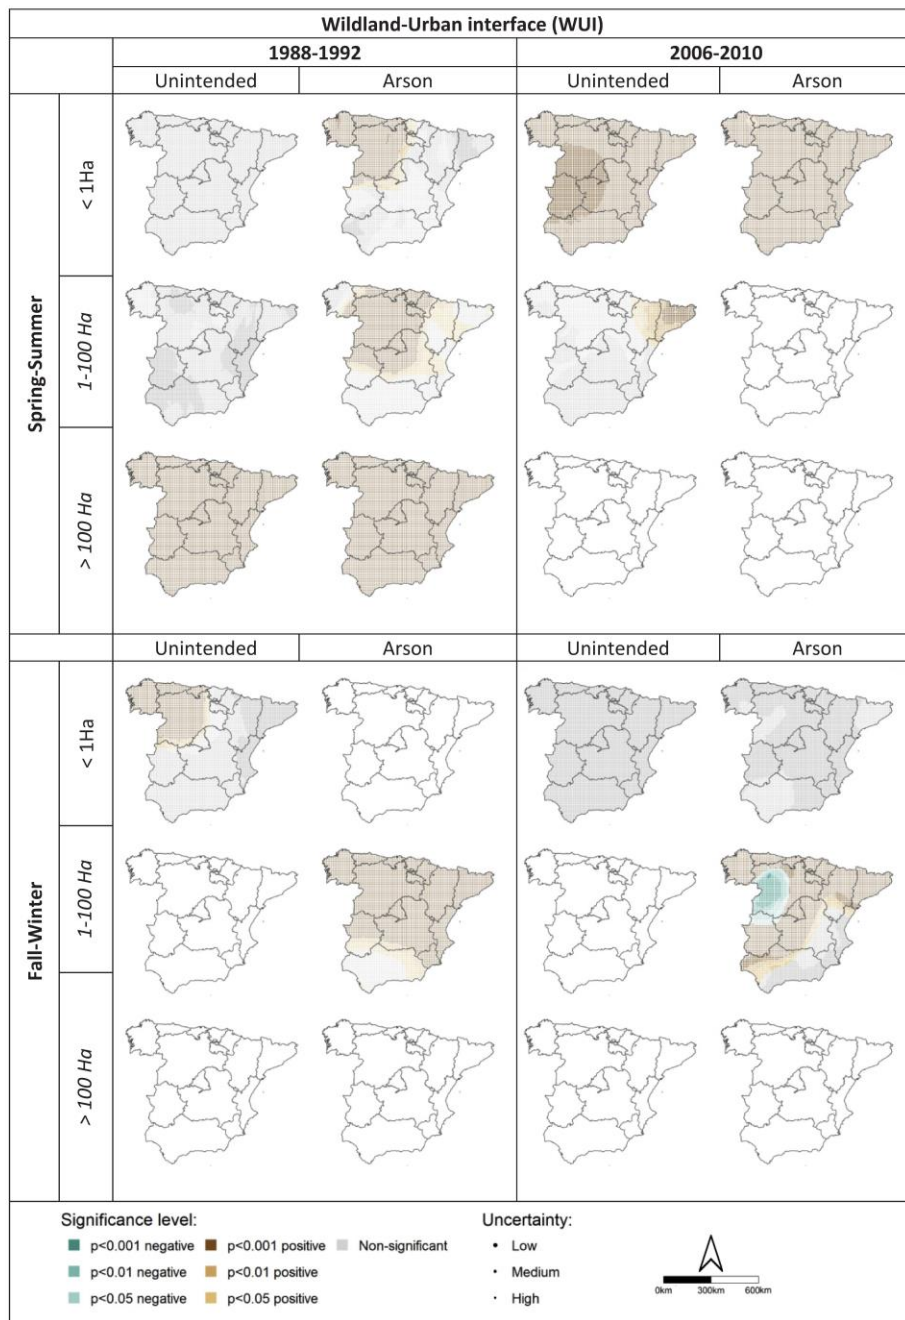 Wildland-Urban interface (WUI)
1988-1992 2006-2010
Unintended Arson Unintended Arson
Spring-Summer
< 1Ha
1-100 Ha
> 100 Ha
Unintended Arson Unintended Arson
Fall-Winter
< 1Ha
1-100 Ha
> 100 Ha
Significance level: Uncertainty:
p<0.001 negative p<0.001 positive Non-significant Low
p<0.01 negative p<0.01 positive Medium
p<0.05 negative p<0.05 positive High
0km 300km 600km